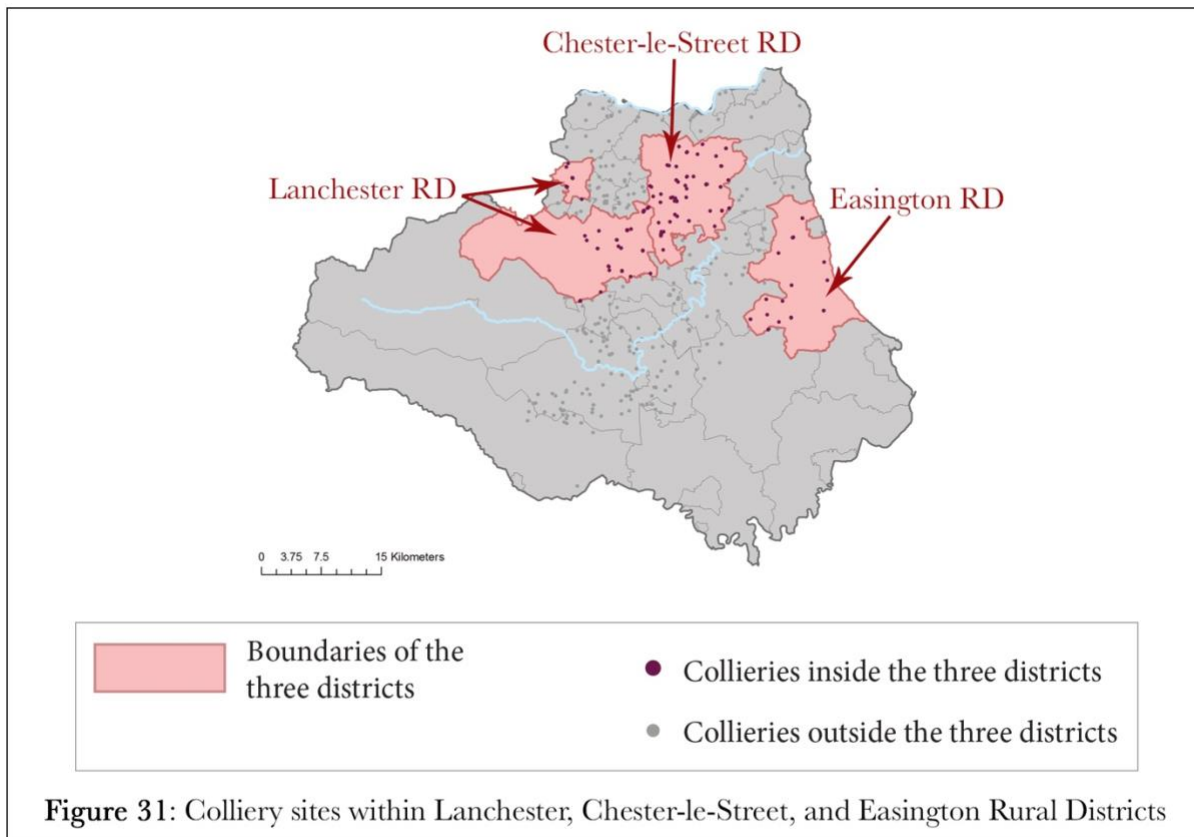 Chester-le-Street RD
Lanchester RD
Easington RD
0 3.75 7.5 15 Kilometers
Boundaries of the
three districts
Collieries inside the three districts
Collieries outside the three districts
Figure 31: Colliery sites within Lanchester, Chester-le-Street, and Easington Rural Districts